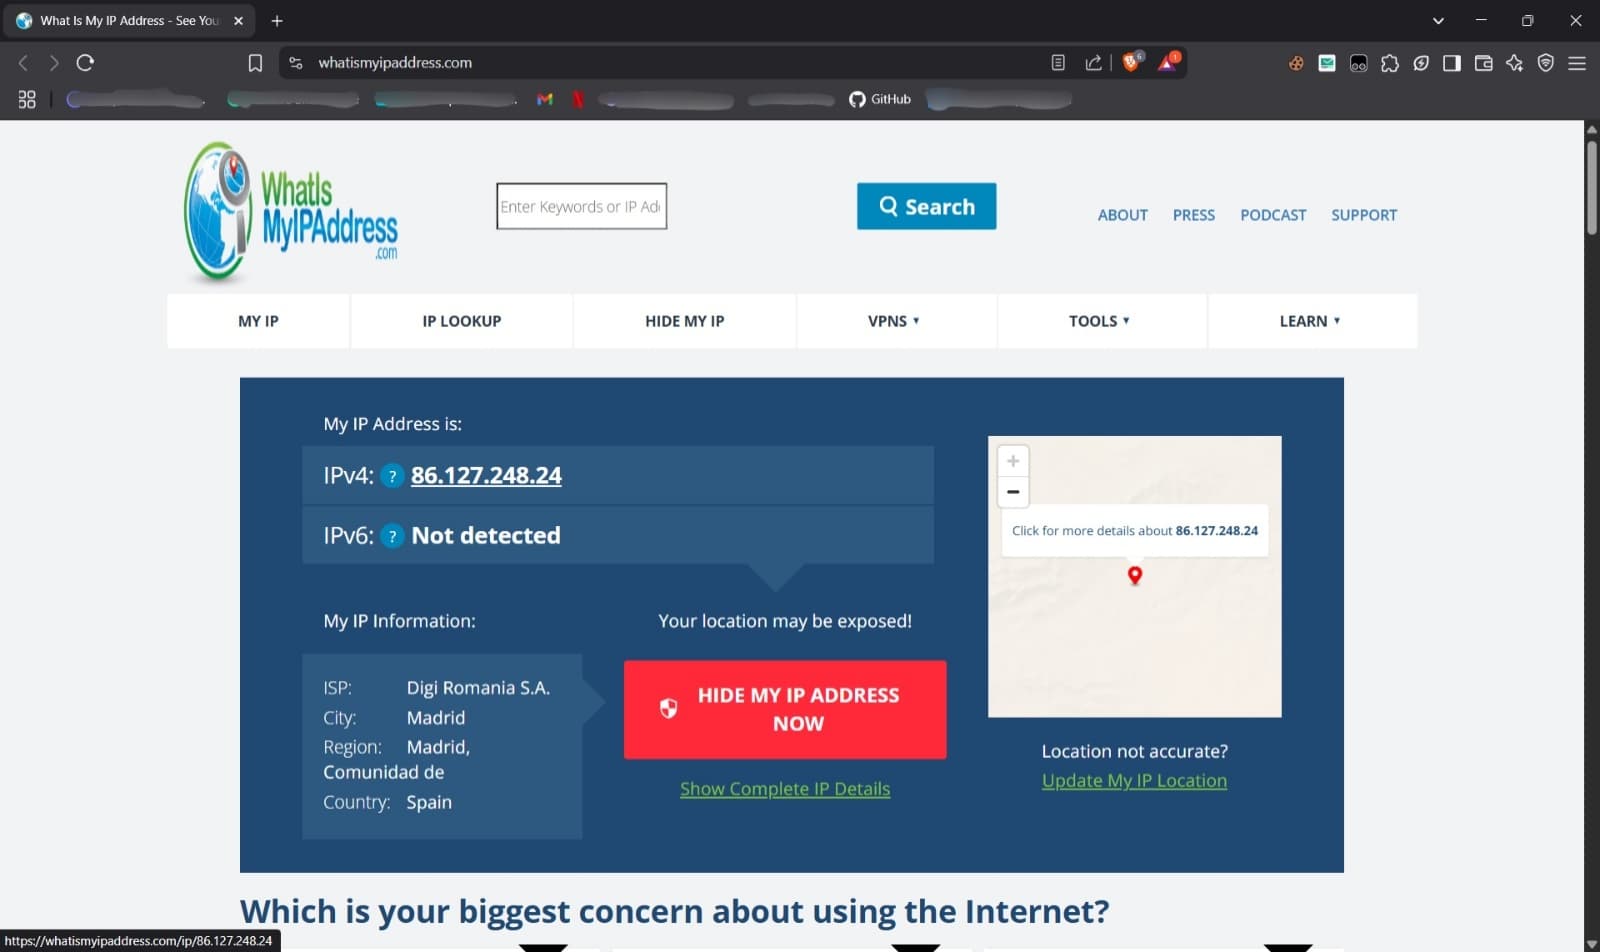 What Is My IP Address - See You
whatismyipaddress.com
6
1
GitHub
WhatIs
MyIPAddress
.com
Enter Keywords or IP Ad
Search
ABOUT PRESS PODCAST SUPPORT
MY IP IP LOOKUP HIDE MY IP VPNS ▾ TOOLS ▾ LEARN ▾
My IP Address is:
IPv4: ? 86.127.248.24
IPv6: ? Not detected
+
−
Click for more details about 86.127.248.24
My IP Information:
ISP: Digi Romania S.A.
City: Madrid
Region: Madrid,
Comunidad de
Country: Spain
Your location may be exposed!
HIDE MY IP ADDRESS
NOW
Show Complete IP Details
Location not accurate?
Update My IP Location
Which is your biggest concern about using the Internet?
https://whatismyipaddress.com/ip/86.127.248.24